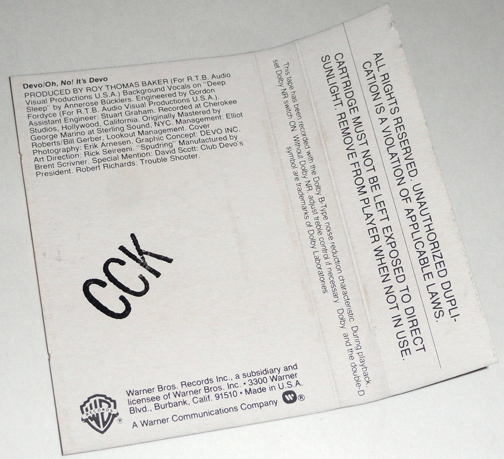 Devo/Oh, No! It's Devo
PRODUCED BY ROY THOMAS BAKER (For R.T.B. Audio
Visual Productions U.S.A.) Background Vocals on "Deep
Sleep" by Annerose Bücklers. Engineered by Gordon
Fordyce (For R.T.B. Audio Visual Productions U.S.A.)
Assistant Engineer: Stuart Graham. Recorded at Cherokee
Studios, Hollywood, California. Originally Mastered by
George Marino at Sterling Sound, NYC. Management: Elliot
Roberts/Bill Gerber, Lookout Management. Cover
Photography: Erik Arnesen. Graphic Concept: DEVO INC.
Art Direction: Rick Seireeni. "Spudring" Manufactured by
Brent Scrivner. Special Mention: David Scott: Club Devo's
President. Robert Richards: Trouble Shooter.
CCK
Warner Bros. Records Inc., a subsidiary and
licensee of Warner Bros. Inc. • 3300 Warner
Blvd., Burbank, Calif. 91510 • Made in U.S.A.
A Warner Communications Company ®
This tape has been recorded with the Dolby B-Type noise reduction characteristic. During playback,
set Dolby NR switch ON. Without Dolby NR, adjust treble control if necessary. Dolby and the double-D
symbol are trademarks of Dolby Laboratories.
ALL RIGHTS RESERVED. UNAUTHORIZED DUPLI-
CATION IS A VIOLATION OF APPLICABLE LAWS.
CARTRIDGE MUST NOT BE LEFT EXPOSED TO DIRECT
SUNLIGHT. REMOVE FROM PLAYER WHEN NOT IN USE.